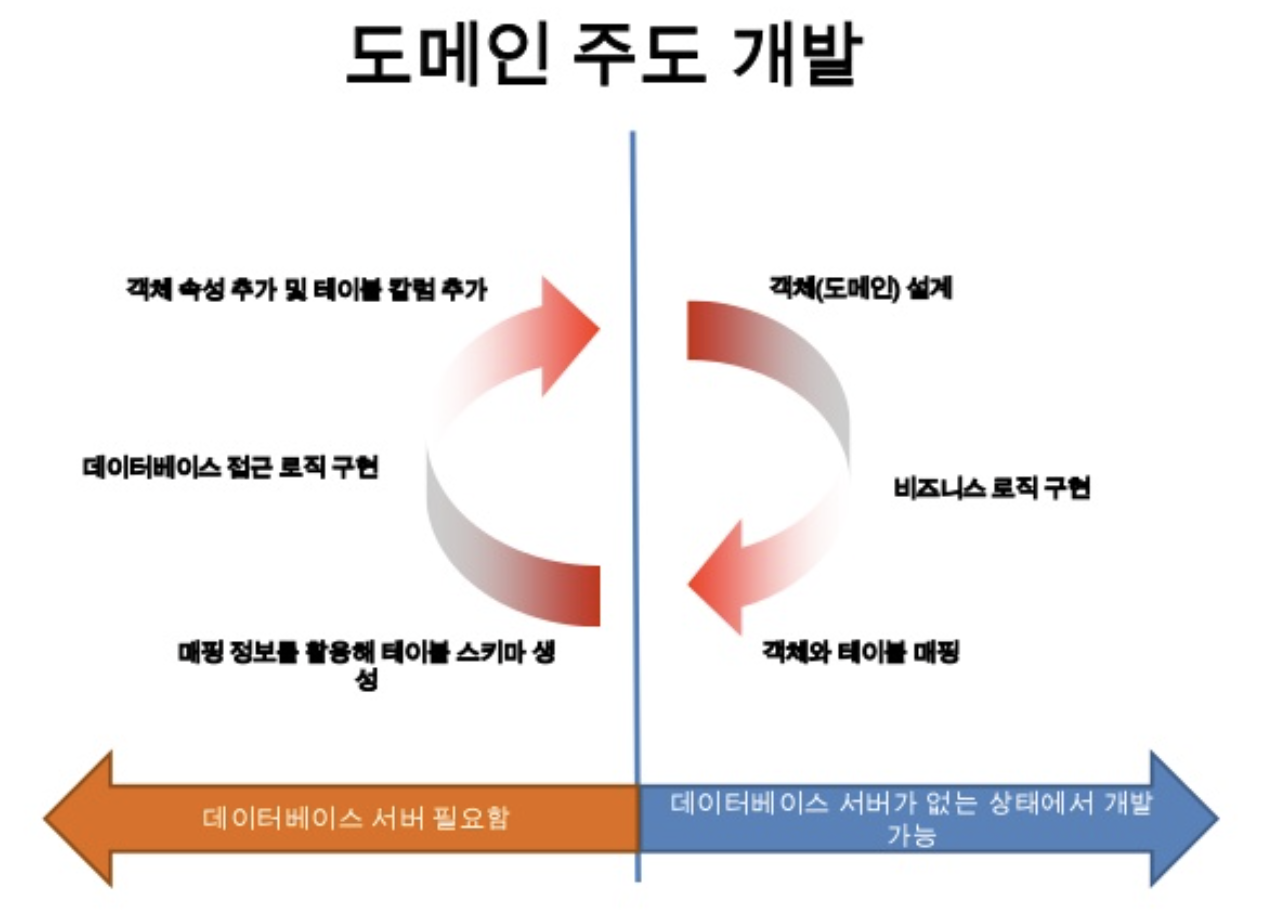 도메인 주도 개발
객체 속성 추가 및 테이블 칼럼 추가
객체(도메인) 설계
데이터베이스 접근 로직 구현
비즈니스 로직 구현
매핑 정보를 활용해 테이블 스키마 생
성
객체와 테이블 매핑
데이터베이스 서버 필요함
데이터베이스 서버가 없는 상태에서 개발
가능